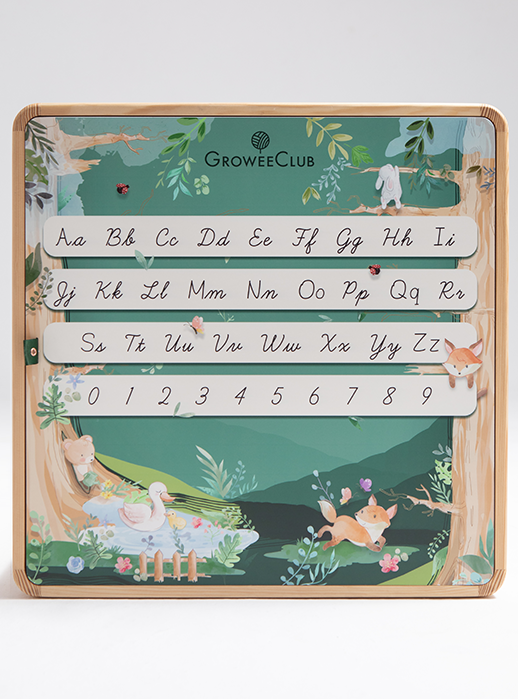 GROWEECLUB
Aa Bb Cc Dd Ee Ff Gg Hh Ii
Jj Kk Ll Mm Nn Oo Pp Qq Rr
Ss Tt Uu Vv Ww Xx Yy Zz
0 1 2 3 4 5 6 7 8 9